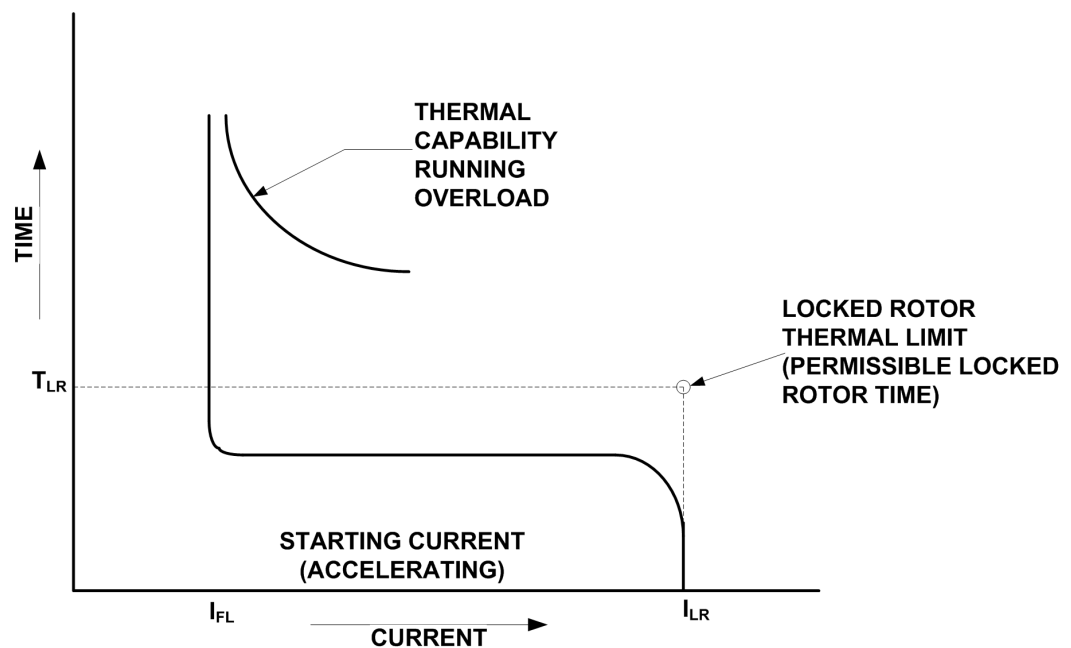 THERMAL
CAPABILITY
RUNNING
OVERLOAD
TIME
LOCKED ROTOR
THERMAL LIMIT
(PERMISSIBLE LOCKED
ROTOR TIME)
TLR
STARTING CURRENT
(ACCELERATING)
IFL
ILR
CURRENT